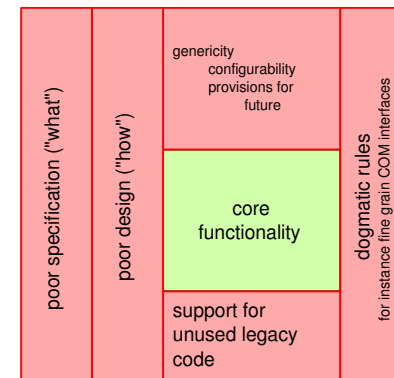 poor specification ("what")
poor design ("how")
genericity
configurability
provisions for
future
core
functionality
support for
unused legacy
code
dogmatic rules
for instance fine grain COM interfaces